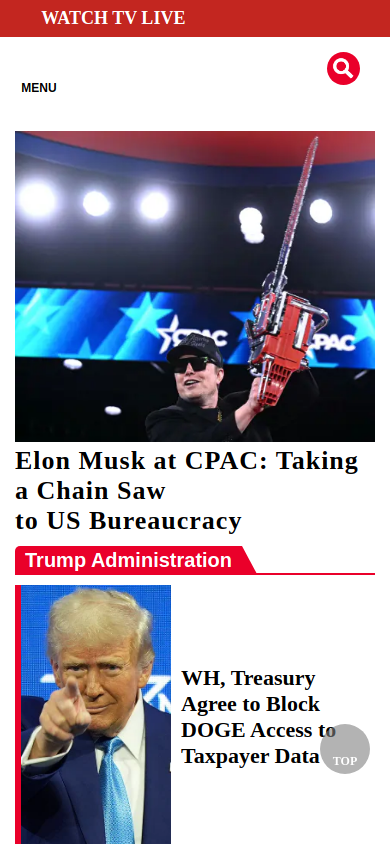 WATCH TV LIVE
MENU
CPAC
CPAC
Elon Musk at CPAC: Taking
a Chain Saw
to US Bureaucracy
Trump Administration
WH, Treasury
Agree to Block
DOGE Access to
Taxpayer Data
TOP